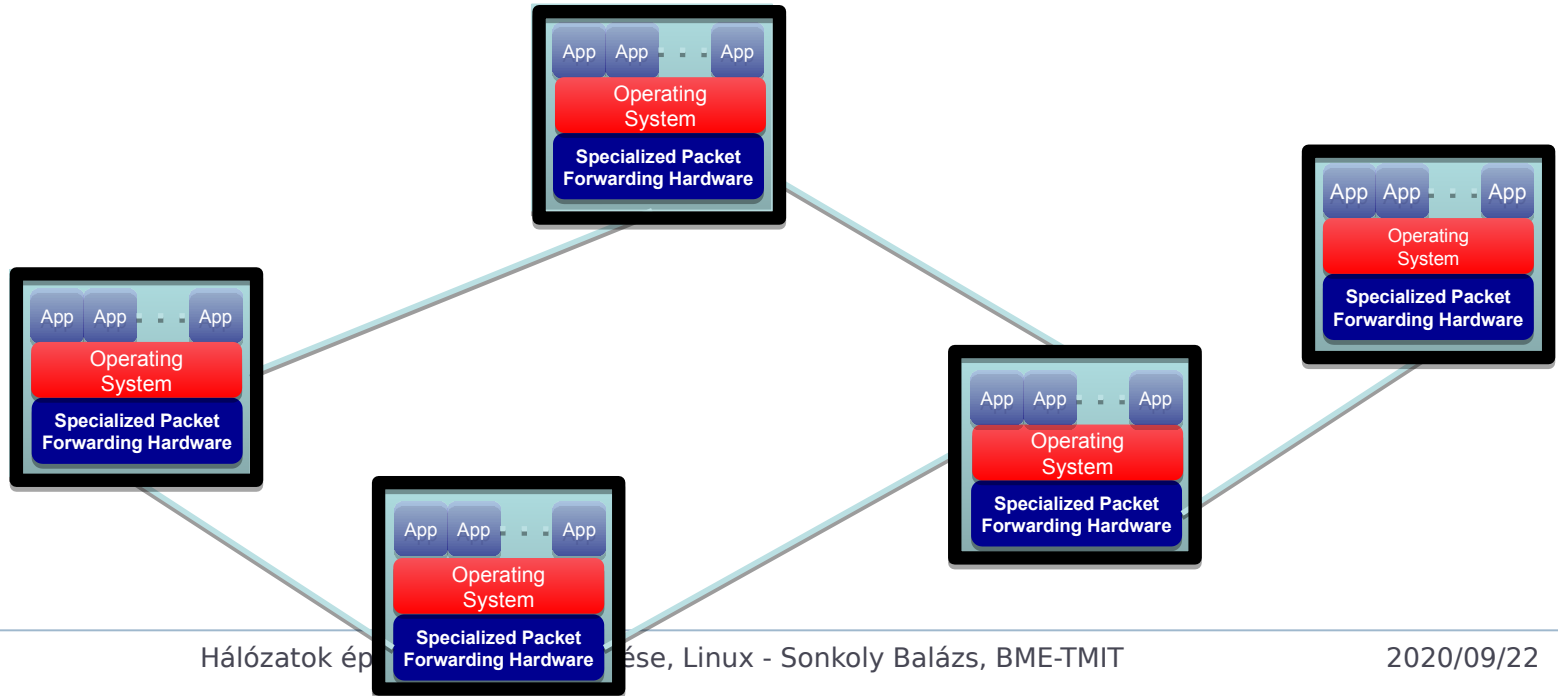 App App App
Operating
System
Specialized Packet
Forwarding Hardware
App App App
Operating
System
Specialized Packet
Forwarding Hardware
App App App
Operating
System
Specialized Packet
Forwarding Hardware
App App App
Operating
System
Specialized Packet
Forwarding Hardware
App App App
Operating
System
Specialized Packet
Forwarding Hardware
Hálózatok ése, Linux - Sonkoly Balázs, BME-TMIT 2020/09/22